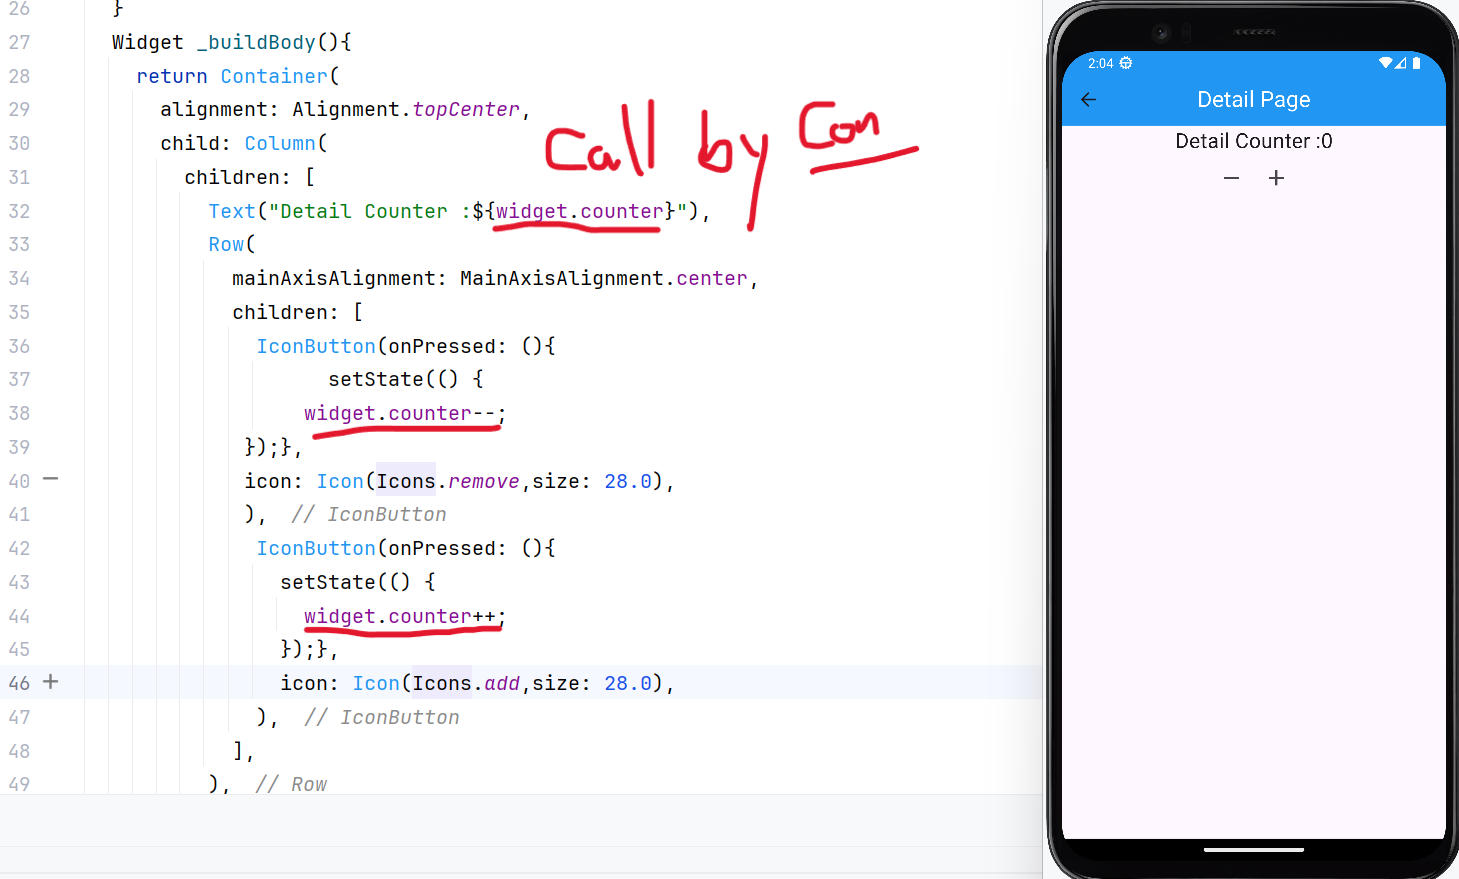 26 }
27 Widget _buildBody(){
28 return Container(
29 alignment: Alignment.topCenter,
30 child: Column(
31 children: [
32 Text("Detail Counter :${widget.counter}"),
33 Row(
34 mainAxisAlignment: MainAxisAlignment.center,
35 children: [
36 IconButton(onPressed: (){
37 setState(() {
38 widget.counter--;
39 });},
40 icon: Icon(Icons.remove,size: 28.0),
41 ), // IconButton
42 IconButton(onPressed: (){
43 setState(() {
44 widget.counter++;
45 });},
46 icon: Icon(Icons.add,size: 28.0),
47 ), // IconButton
48 ],
49 ), // Row
Call by Con
2:04
Detail Page
Detail Counter :0
− +